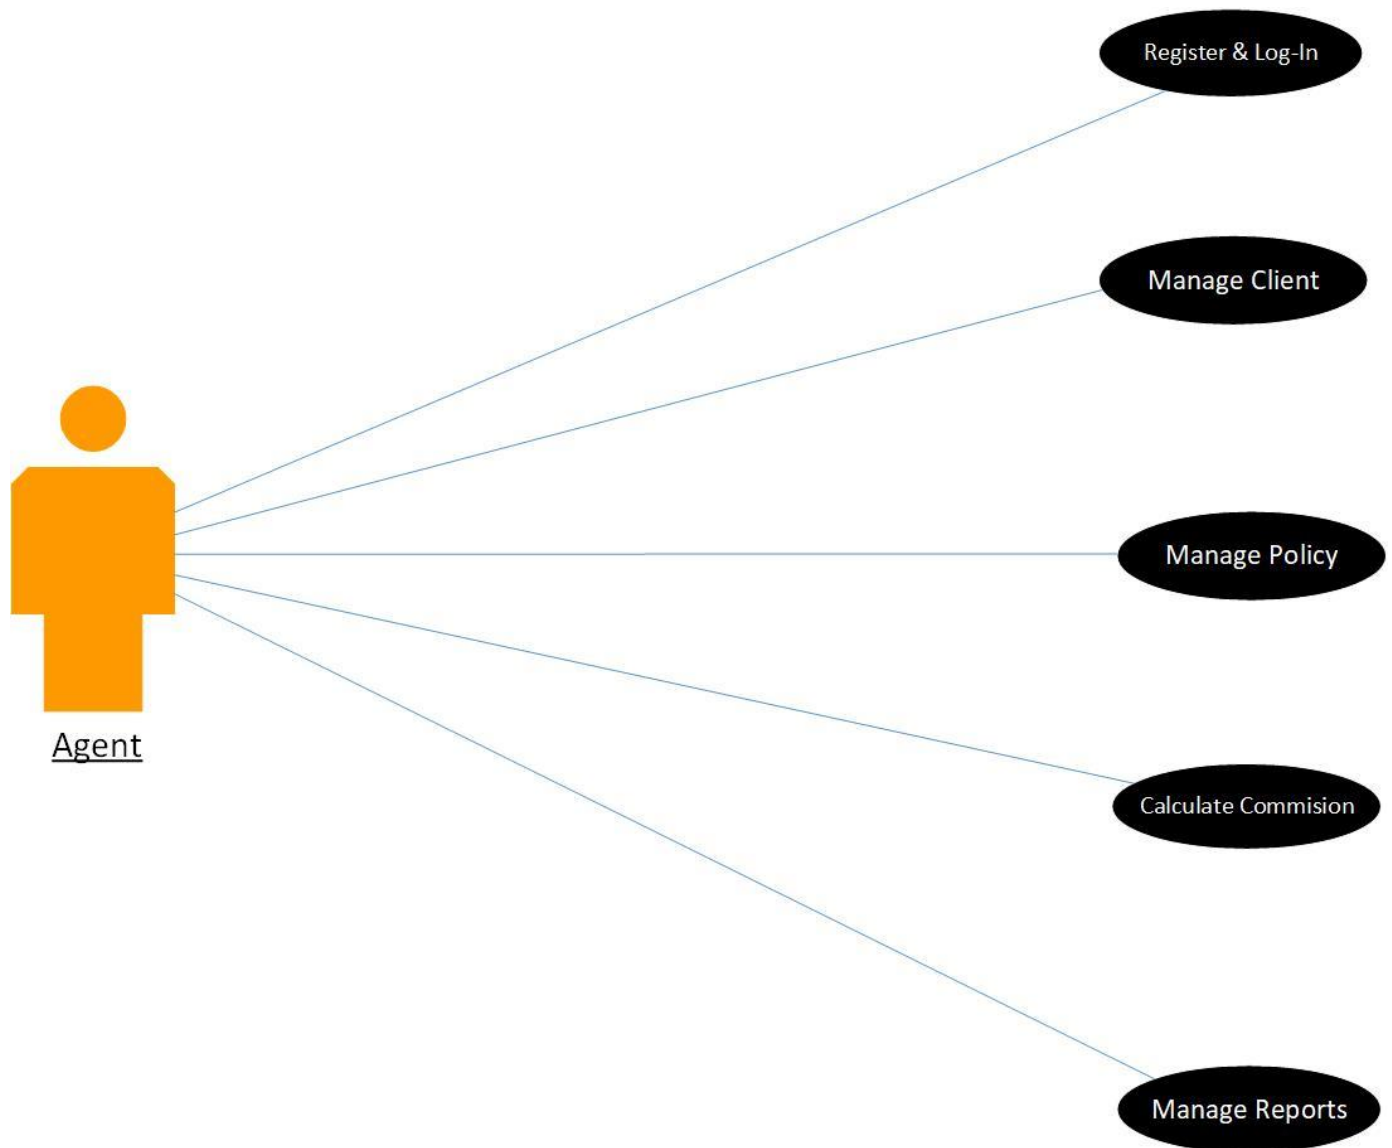 Register & Log-In
Manage Client
Manage Policy
Agent
Calculate Commision
Manage Reports